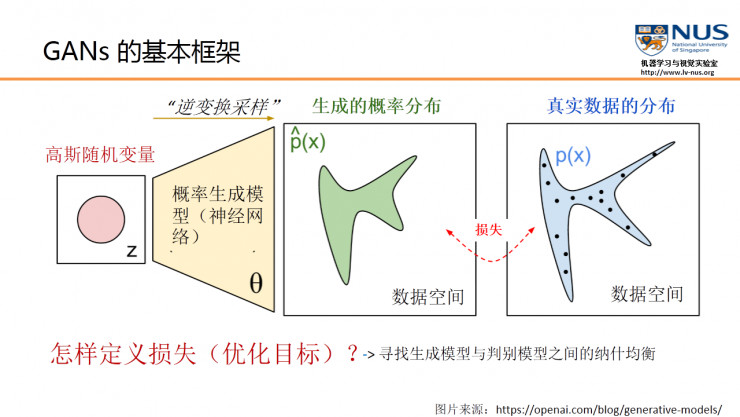 GANs 的基本框架
NUS
National University
of Singapore
机器学习与视觉实验室
http://www.lv-nus.org
“逆变换采样”
生成的概率分布
真实数据的分布
高斯随机变量
p̂(x)
p(x)
概率生成模
型（神经网
络）
损失
z
θ
数据空间
数据空间
怎样定义损失（优化目标）？-> 寻找生成模型与判别模型之间的纳什均衡
图片来源：https://openai.com/blog/generative-models/